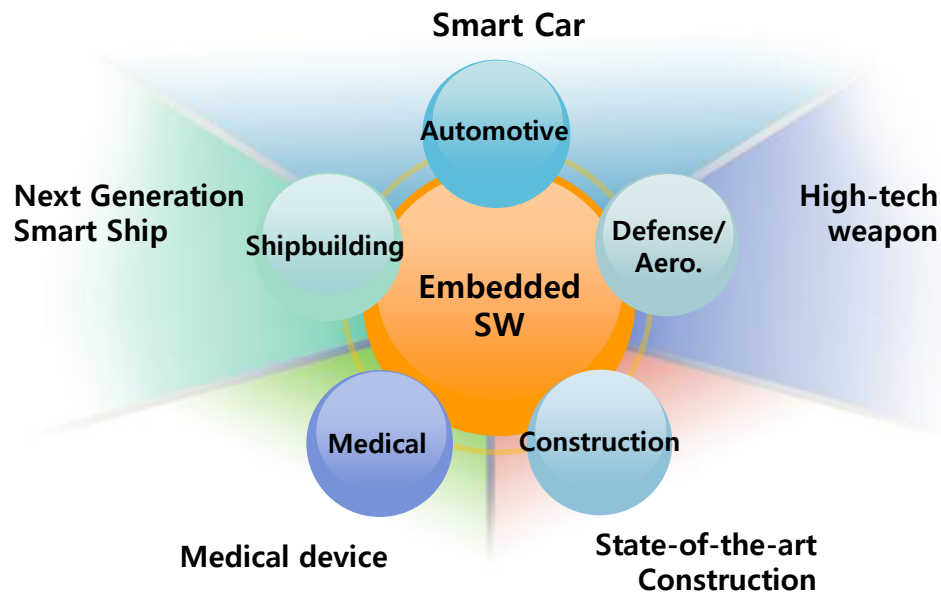 Smart Car
Automotive
Next Generation
Smart Ship
Shipbuilding
Defense/
Aero.
High-tech
weapon
Embedded
SW
Medical
Construction
Medical device
State-of-the-art
Construction